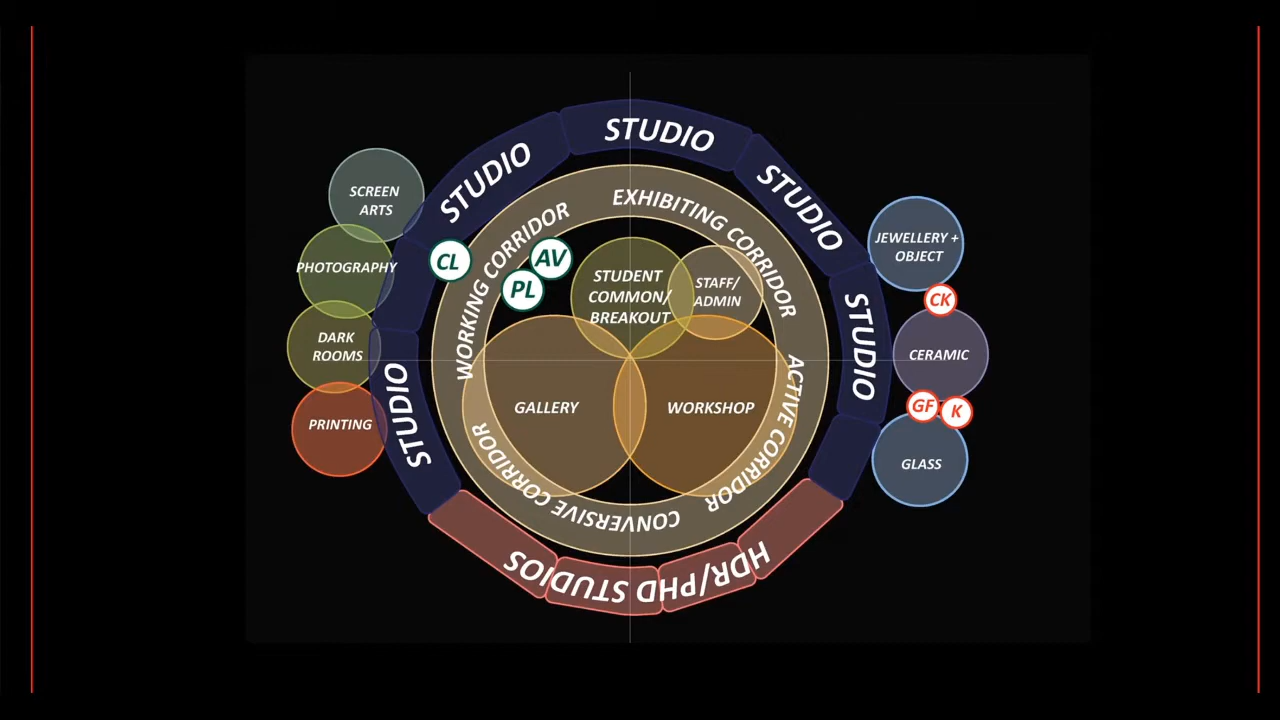 STUDIO
STUDIO
STUDIO
STUDIO
STUDIO
HDR/PHD STUDIOS
WORKING CORRIDOR
EXHIBITING CORRIDOR
ACTIVE CORRIDOR
CONVERSIVE CORRIDOR
SCREEN
ARTS
PHOTOGRAPHY
DARK
ROOMS
PRINTING
CL
AV
PL
STUDENT
COMMON/
BREAKOUT
STAFF/
ADMIN
GALLERY
WORKSHOP
JEWELLERY +
OBJECT
CK
CERAMIC
GF
K
GLASS